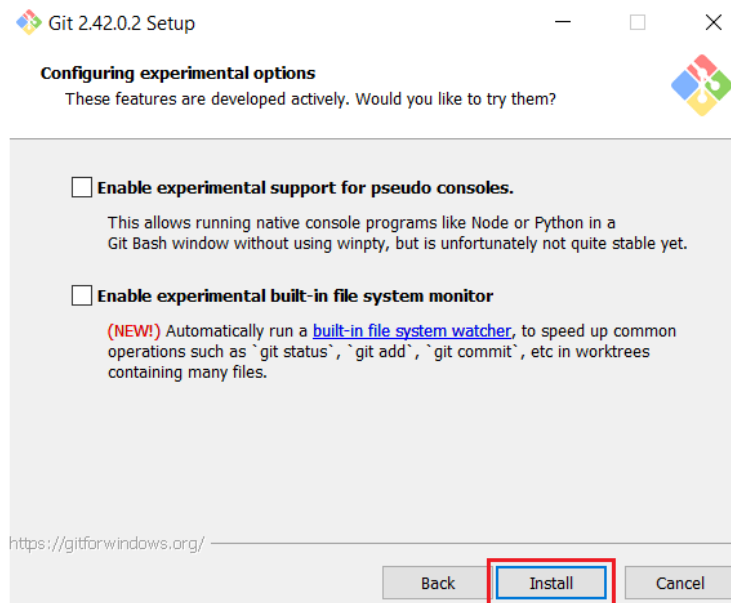 Git 2.42.0.2 Setup
Configuring experimental options
These features are developed actively. Would you like to try them?
Enable experimental support for pseudo consoles.
This allows running native console programs like Node or Python in a
Git Bash window without using winpty, but is unfortunately not quite stable yet.
Enable experimental built-in file system monitor
(NEW!) Automatically run a built-in file system watcher, to speed up common
operations such as `git status`, `git add`, `git commit`, etc in worktrees
containing many files.
https://gitforwindows.org/
Back Install Cancel